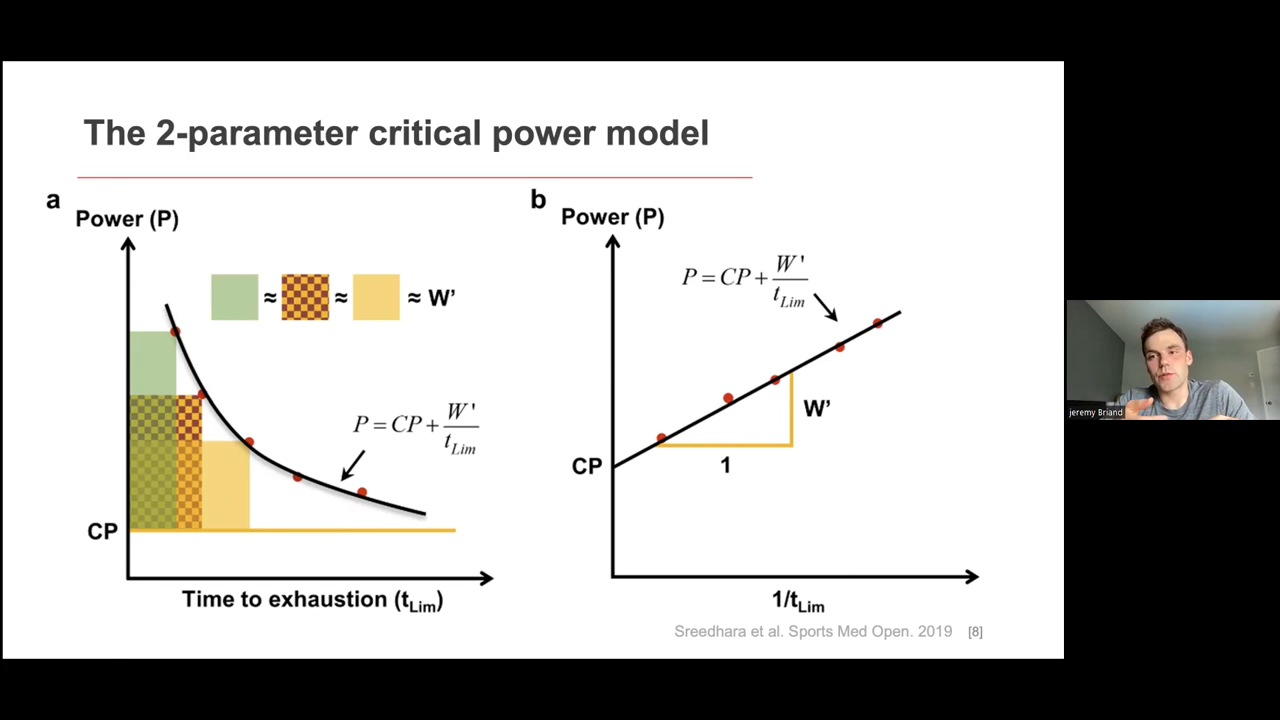 The 2-parameter critical power model
a
Power (P)
≈ ≈ ≈ W'
P = CP + W' / tLim
CP
Time to exhaustion (tLim)
b
Power (P)
P = CP + W' / tLim
W'
CP
1
1/tLim
Sreedhara et al. Sports Med Open. 2019 [8]
jeremy Briand